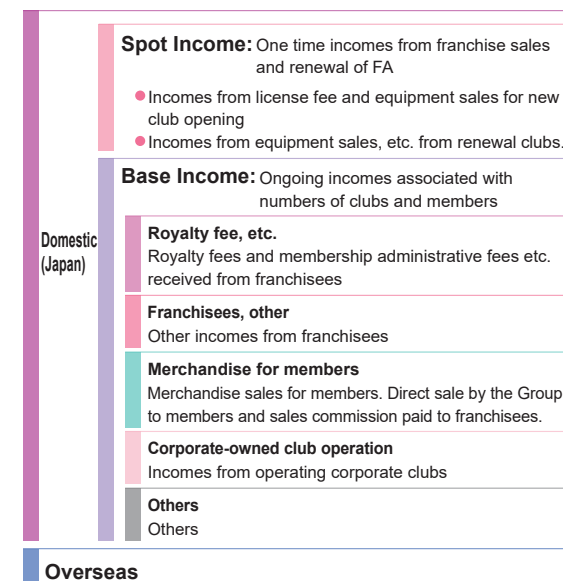 Spot Income: One time incomes from franchise sales
and renewal of FA
●Incomes from license fee and equipment sales for new
club opening
●Incomes from equipment sales, etc. from renewal clubs.
Base Income: Ongoing incomes associated with
numbers of clubs and members
Domestic
(Japan)
Royalty fee, etc.
Royalty fees and membership administrative fees etc.
received from franchisees
Franchisees, other
Other incomes from franchisees
Merchandise for members
Merchandise sales for members. Direct sale by the Group
to members and sales commission paid to franchisees.
Corporate-owned club operation
Incomes from operating corporate clubs
Others
Others
Overseas